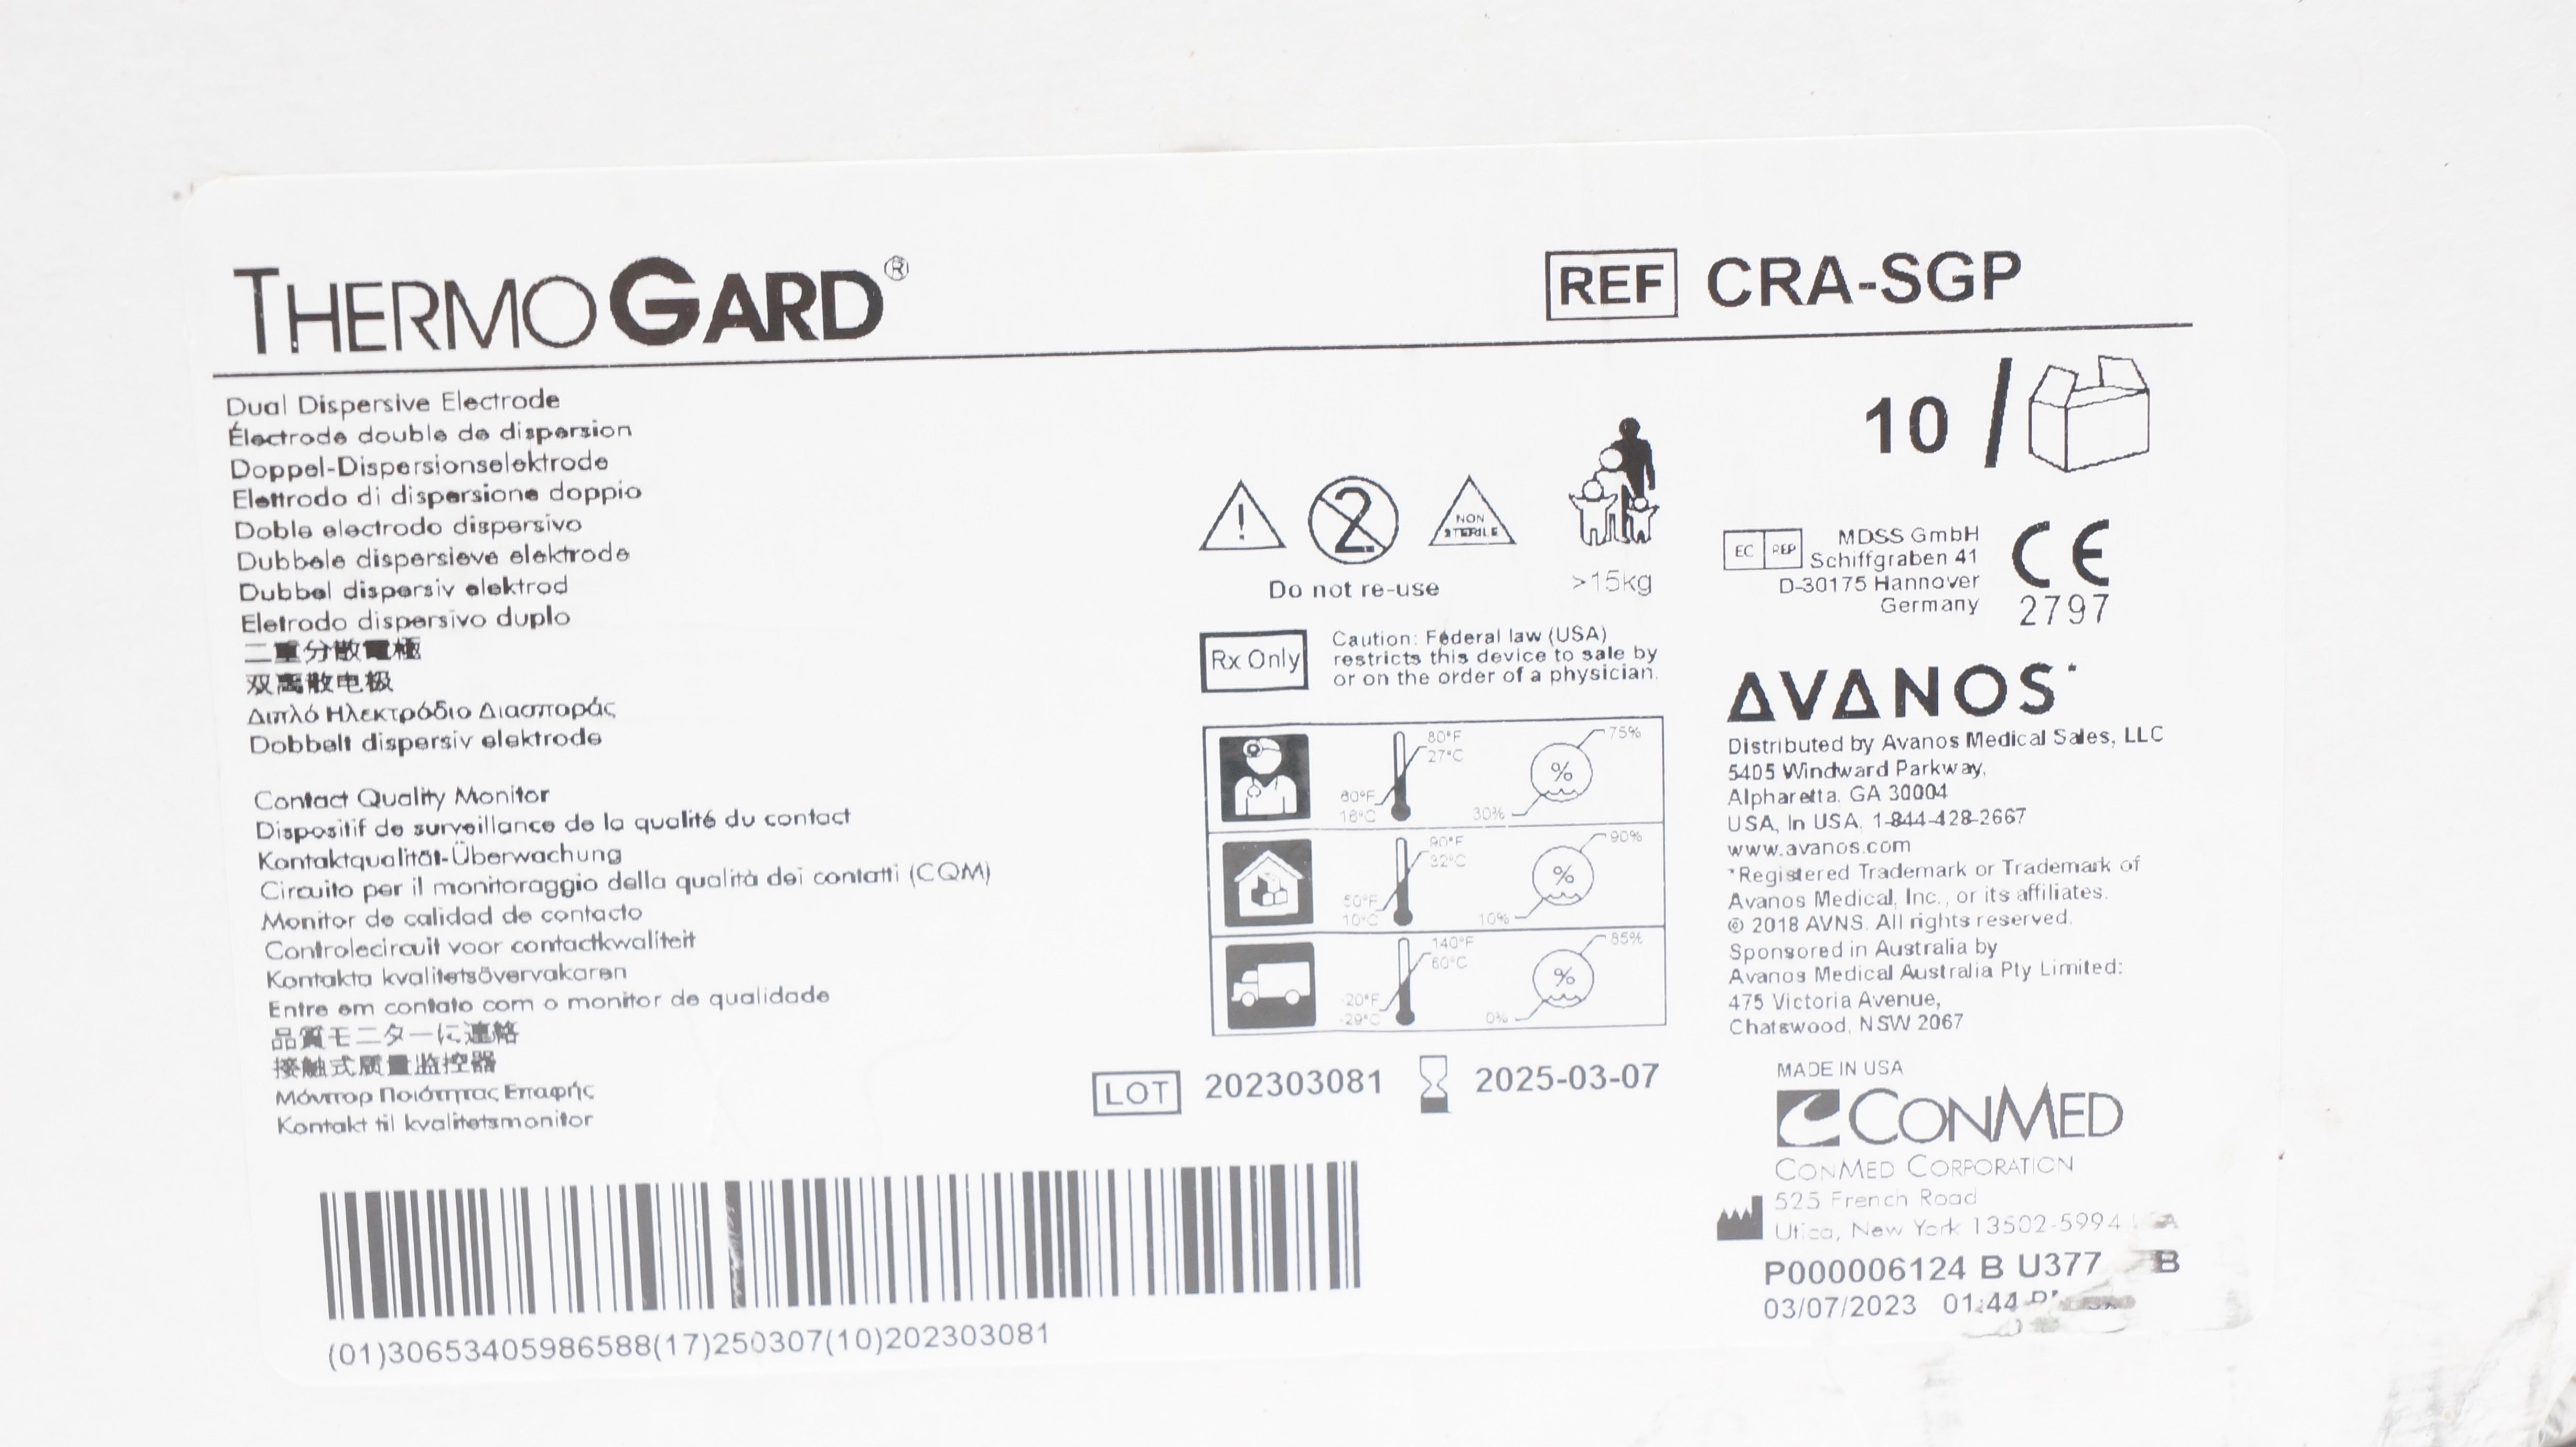 THERMOGARD®
REF CRA-SGP
Dual Dispersive Electrode
Électrode double de dispersion
Doppel-Dispersionselektrode
Elettrodo di dispersione doppio
Doble electrodo dispersivo
Dubbele dispersieve elektrode
Dubbel dispersiv elektrod
Eletrodo dispersivo duplo
二重分散電極
双离散电极
Διπλό Ηλεκτρόδιο Διασποράς
Dobbelt dispersiv elektrode
Contact Quality Monitor
Dispositif de surveillance de la qualité du contact
Kontaktqualität-Überwachung
Circuito per il monitoraggio della qualità dei contatti (CQM)
Monitor de calidad de contacto
Controlecircuit voor contactkwaliteit
Kontakta kvalitetsövervakaren
Entre em contato com o monitor de qualidade
品質モニターに連絡
接触式质量监控器
Μόνιτορ Ποιότητας Επαφής
Kontakt til kvalitetsmonitor
(01)30653405986588(17)250307(10)202303081
2
NON
STERILE
Do not re-use
>15kg
Rx Only
Caution: Federal law (USA)
restricts this device to sale by
or on the order of a physician.
80°F
27°C
60°F
16°C
75%
%
30%
90°F
32°C
50°F
10°C
90%
%
10%
140°F
60°C
-20°F
-29°C
85%
%
0%
LOT 202303081 2025-03-07
10 /
EC REP
MDSS GmbH
Schiffgraben 41
D-30175 Hannover
Germany
CE
2797
AVANOS*
Distributed by Avanos Medical Sales, LLC
5405 Windward Parkway,
Alpharetta. GA 30004
USA, In USA, 1-844-428-2667
www.avanos.com
*Registered Trademark or Trademark of
Avanos Medical, Inc., or its affiliates.
© 2018 AVNS. All rights reserved.
Sponsored in Australia by
Avanos Medical Australia Pty Limited:
475 Victoria Avenue,
Chatswood, NSW 2067
MADE IN USA
CONMED
CONMED CORPORATION
525 French Road
Utica, New York 13502-5994
P000006124 B U377 B
03/07/2023 01:44